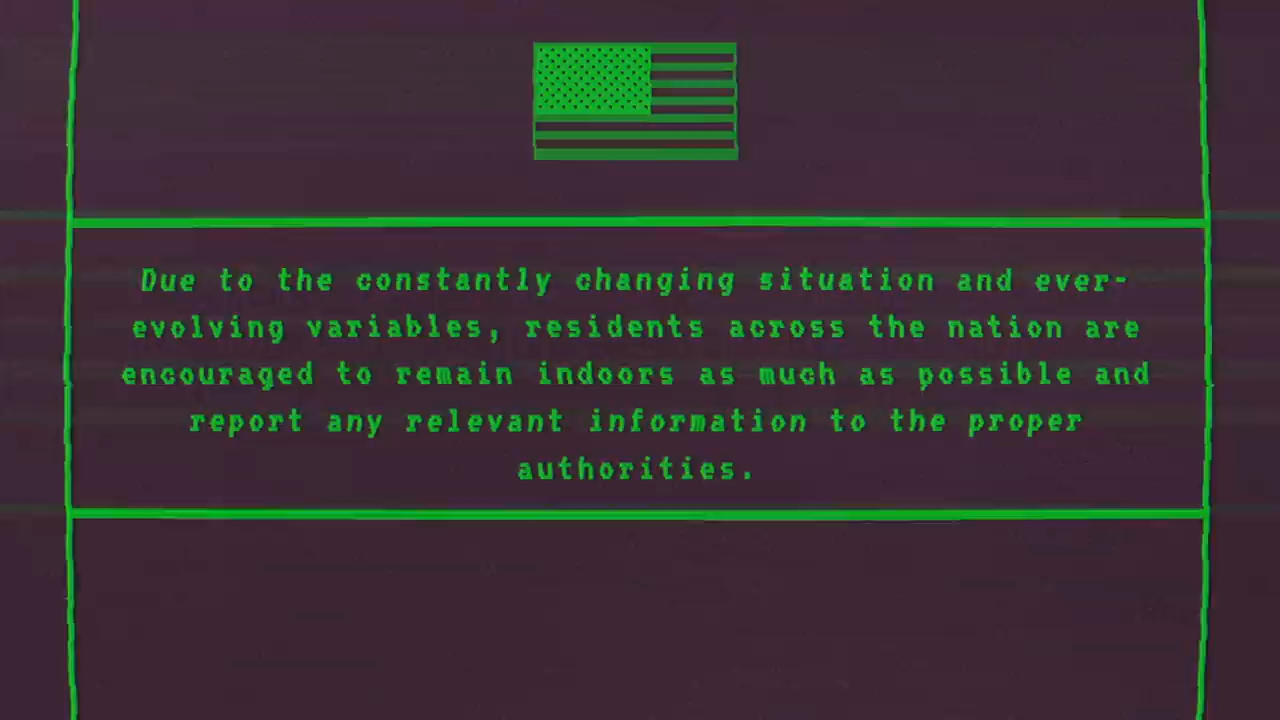 Due to the constantly changing situation and ever-
evolving variables, residents across the nation are
encouraged to remain indoors as much as possible and
report any relevant information to the proper
authorities.